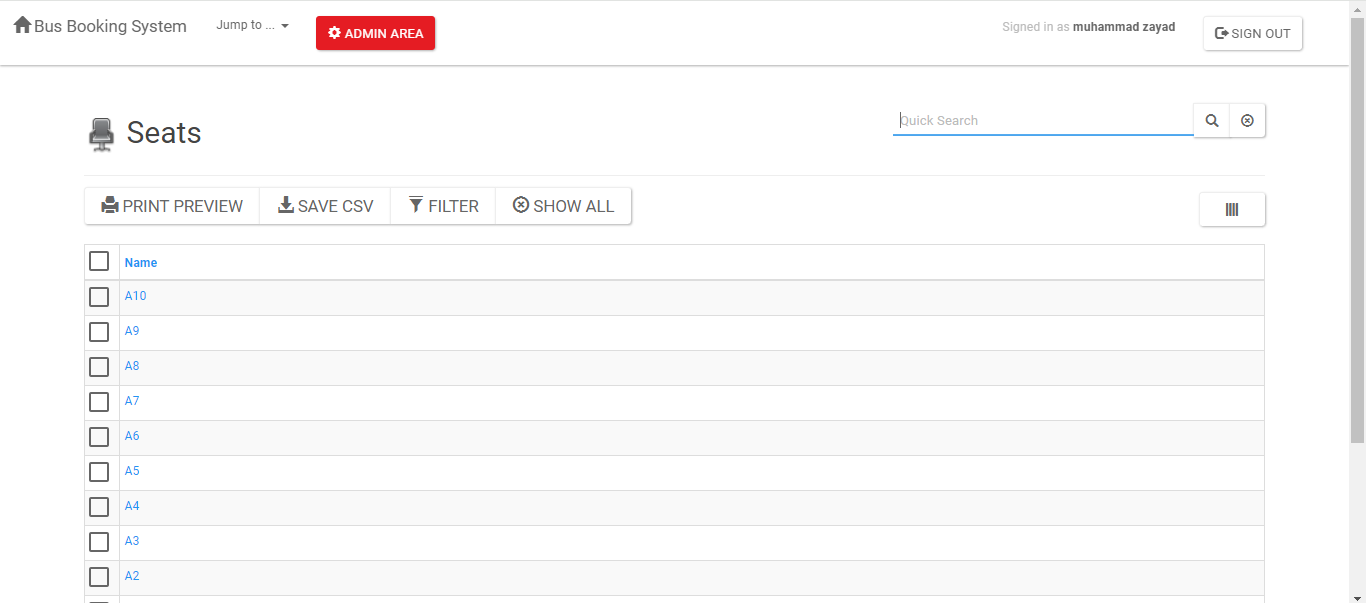 Bus Booking System Jump to ... ADMIN AREA Signed in as muhammad zayad SIGN OUT
Seats Quick Search
PRINT PREVIEW SAVE CSV FILTER SHOW ALL
Name
A10
A9
A8
A7
A6
A5
A4
A3
A2